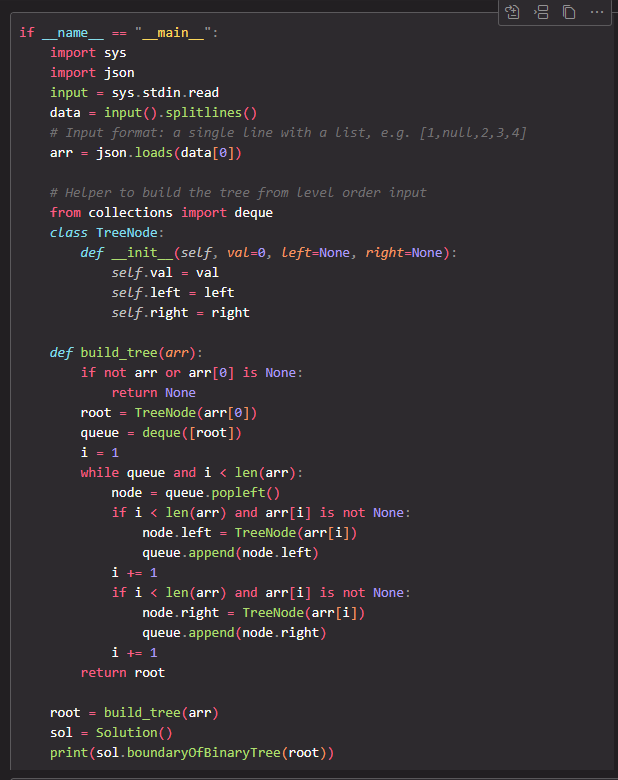 if __name__ == "__main__":
    import sys
    import json
    input = sys.stdin.read
    data = input().splitlines()
    # Input format: a single line with a list, e.g. [1,null,2,3,4]
    arr = json.loads(data[0])

    # Helper to build the tree from level order input
    from collections import deque
    class TreeNode:
        def __init__(self, val=0, left=None, right=None):
            self.val = val
            self.left = left
            self.right = right

    def build_tree(arr):
        if not arr or arr[0] is None:
            return None
        root = TreeNode(arr[0])
        queue = deque([root])
        i = 1
        while queue and i < len(arr):
            node = queue.popleft()
            if i < len(arr) and arr[i] is not None:
                node.left = TreeNode(arr[i])
                queue.append(node.left)
            i += 1
            if i < len(arr) and arr[i] is not None:
                node.right = TreeNode(arr[i])
                queue.append(node.right)
            i += 1
        return root

    root = build_tree(arr)
    sol = Solution()
    print(sol.boundaryOfBinaryTree(root))